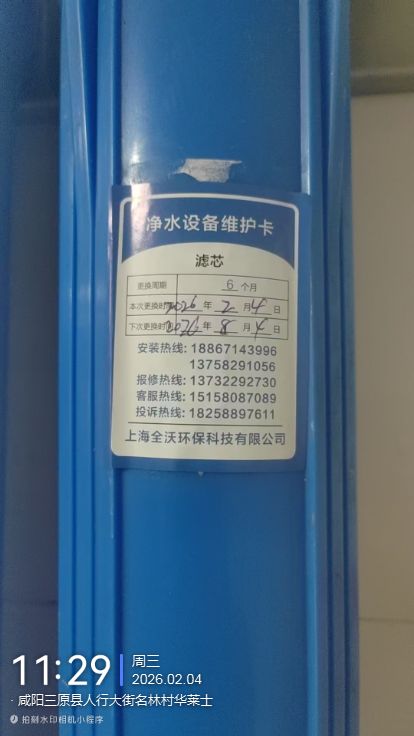 净水设备维护卡
滤芯
更换周期 6 个月
本次更换时间 2026 年 2 月 4 日
下次更换时间 2026 年 8 月 4 日
安装热线: 18867143996
13758291056
报修热线: 13732292730
客服热线: 15158087089
投诉热线: 18258897611
上海全沃环保科技有限公司
11:29 周三
2026.02.04
· 咸阳三原县人行大街名林村华莱士
拍刻水印相机小程序